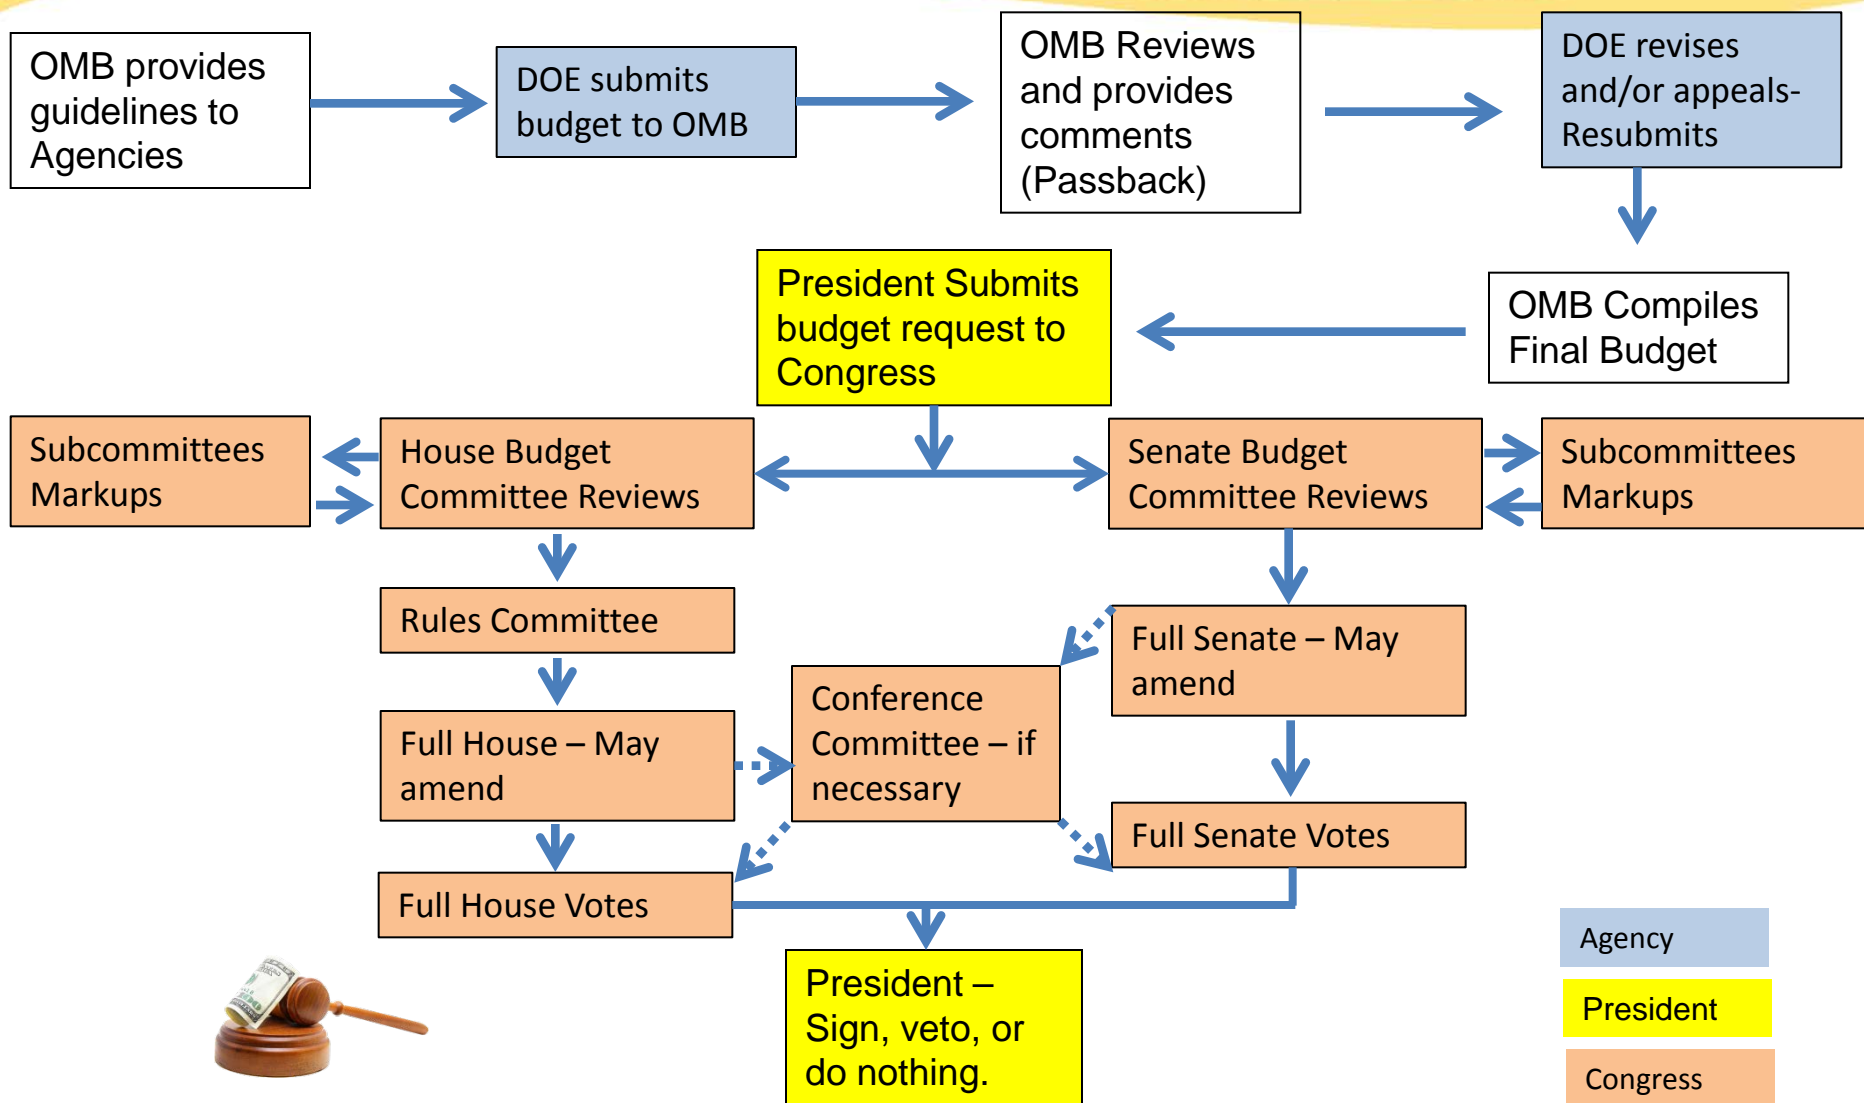 OMB provides
guidelines to
Agencies
DOE submits
budget to OMB
OMB Reviews
and provides
comments
(Passback)
DOE revises
and/or appeals-
Resubmits
President Submits
budget request to
Congress
OMB Compiles
Final Budget
Subcommittees
Markups
House Budget
Committee Reviews
Senate Budget
Committee Reviews
Subcommittees
Markups
Rules Committee
Full Senate – May
amend
Conference
Committee – if
necessary
Full House – May
amend
Full Senate Votes
Full House Votes
President –
Sign, veto, or
do nothing.
Agency
President
Congress